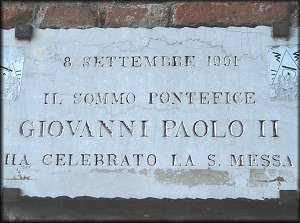 8 SETTEMBRE 1991
IL SOMMO PONTEFICE
GIOVANNI PAOLO II
HA CELEBRATO LA S. MESSA